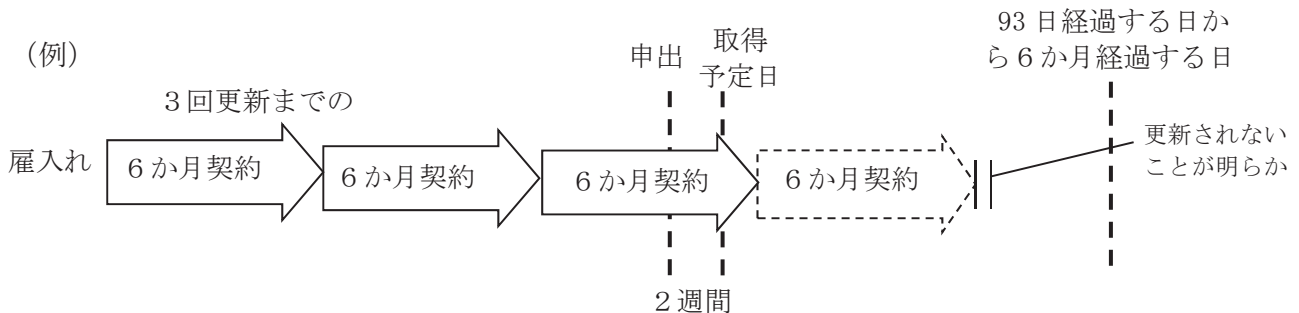 （例）
申出
取得
予定日
93日経過する日か
ら６か月経過する日
３回更新までの
雇入れ
６か月契約
６か月契約
６か月契約
６か月契約
更新されない
ことが明らか
２週間